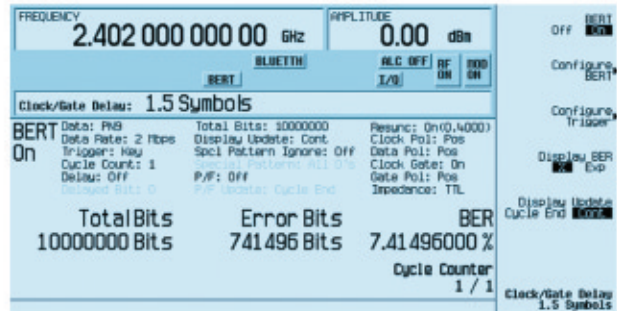 FREQUENCY
2.402 000 000 00 GHz
AMPLITUDE
0.00 dBm
BLUETTH
ALC OFF
RF ON
MOD ON
BERT
I/Q
Clock/Gate Delay: 1.5 Symbols
BERT On
Data: PN9
Data Rate: 2 Mbps
Trigger: Key
Cycle Count: 1
Delay: Off
Delayed Bit: 0
Total Bits: 10000000
Display Update: Cont
Spcl Pattern Ignore: Off
Special Pattern: All 0's
P/F: Off
P/F Update: Cycle End
Resync: On(0.4000)
Clock Pol: Pos
Data Pol: Pos
Clock Gate: On
Gate Pol: Pos
Impedance: TTL
Total Bits
Error Bits
BER
10000000 Bits
741496 Bits
7.41496000 %
Cycle Counter
1 / 1
BERT
Off On
Configure
BERT
Configure
Trigger
Display BER
% Exp
Display Update
Cycle End Cont
Clock/Gate Delay
1.5 Symbols